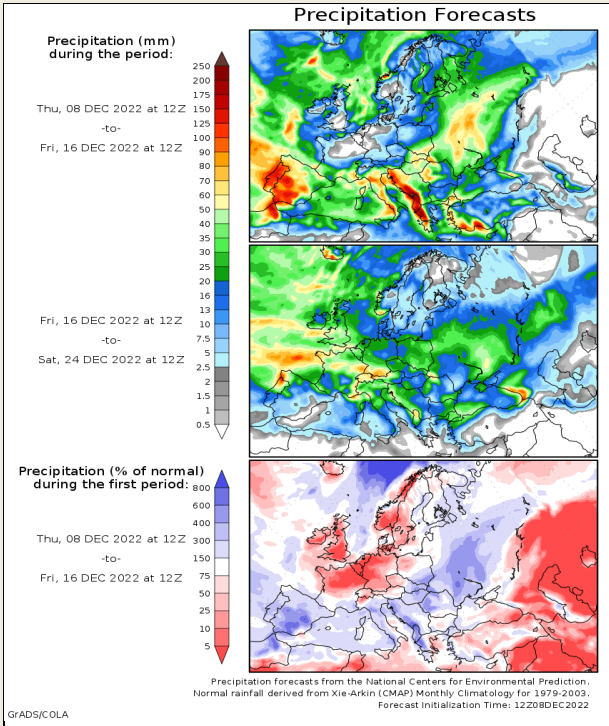 Precipitation Forecasts
Precipitation (mm)
during the period:
Thu, 08 DEC 2022 at 12Z
-to-
Fri, 16 DEC 2022 at 12Z
250
200
175
150
125
100
90
80
70
60
50
40
35
30
25
20
16
13
10
7.5
5
2.5
2
1.5
1
0.5
Fri, 16 DEC 2022 at 12Z
-to-
Sat, 24 DEC 2022 at 12Z
Precipitation (% of normal)
during the first period:
Thu, 08 DEC 2022 at 12Z
-to-
Fri, 16 DEC 2022 at 12Z
800
600
400
300
150
75
50
25
10
5
Precipitation forecasts from the National Centers for Environmental Prediction.
Normal rainfall derived from Xie-Arkin (CMAP) Monthly Climatology for 1979-2003.
Forecast Initialization Time: 12Z08DEC2022
GrADS/COLA